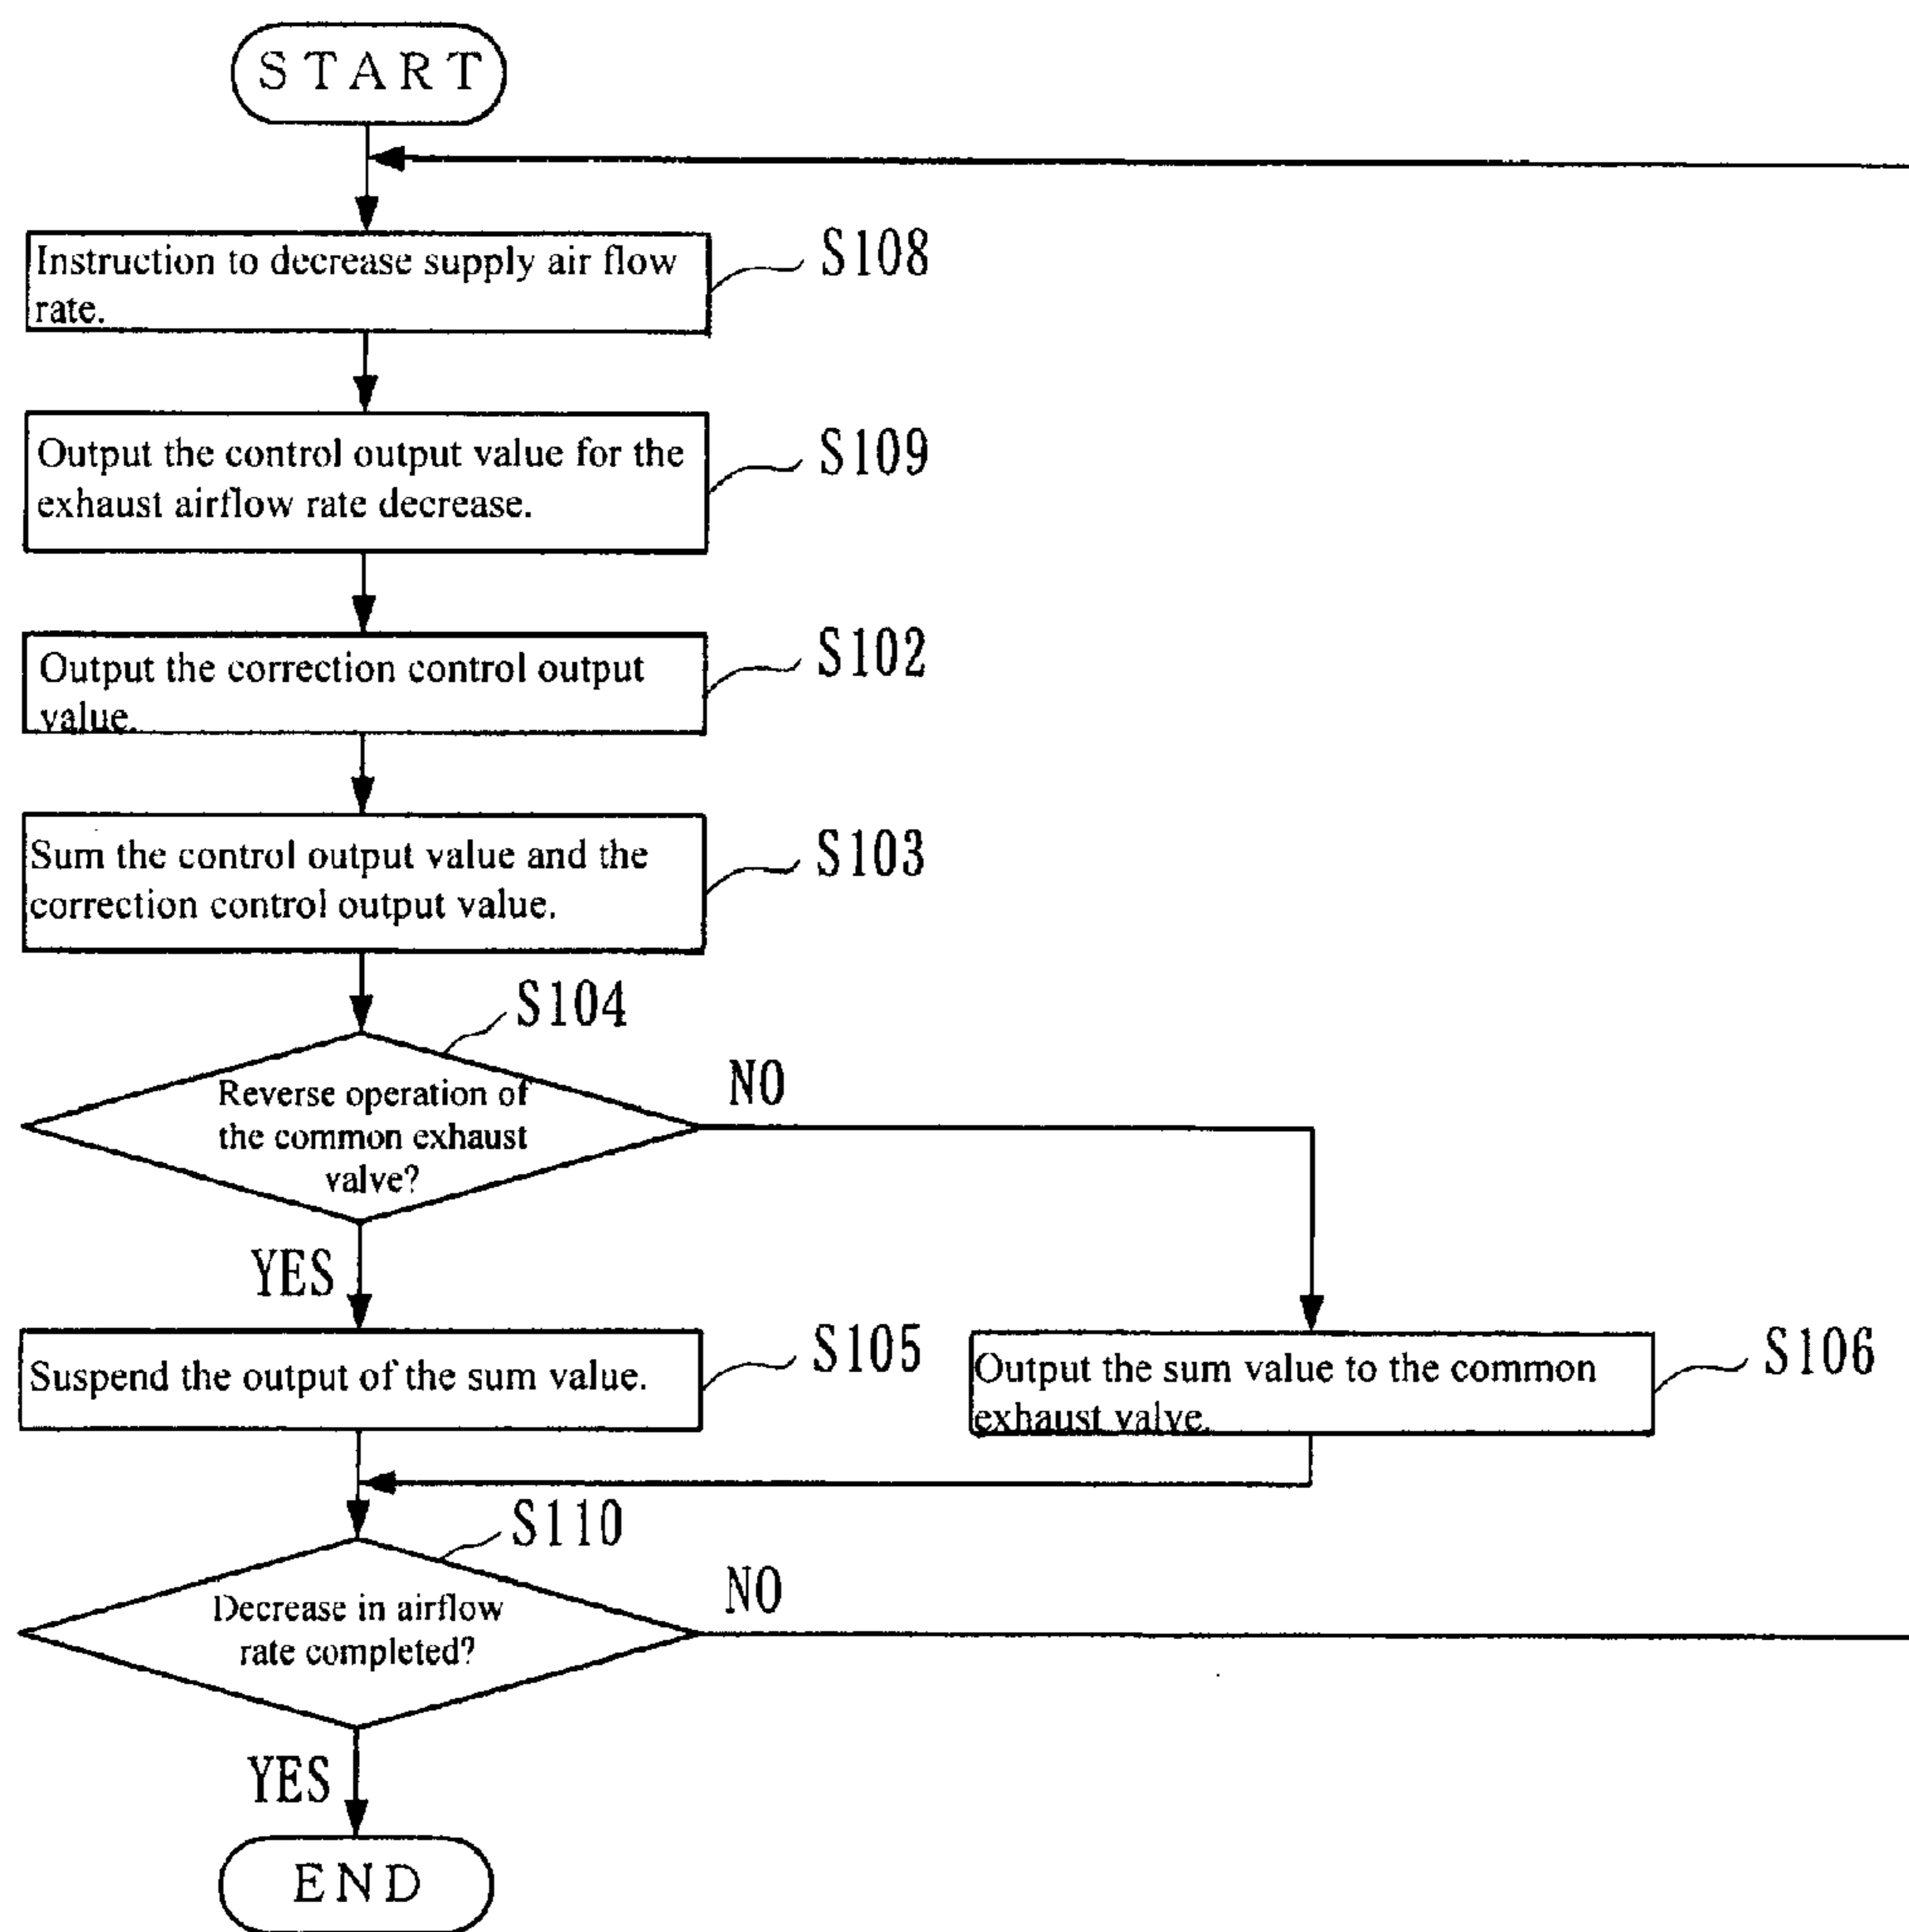 START
Instruction to decrease supply air flow
rate.
S108
Output the control output value for the
exhaust airflow rate decrease.
S109
Output the correction control output
value.
S102
Sum the control output value and the
correction control output value.
S103
S104
Reverse operation of
the common exhaust
valve?
NO
YES
Suspend the output of the sum value.
S105
Output the sum value to the common
exhaust valve.
S106
S110
Decrease in airflow
rate completed?
NO
YES
END